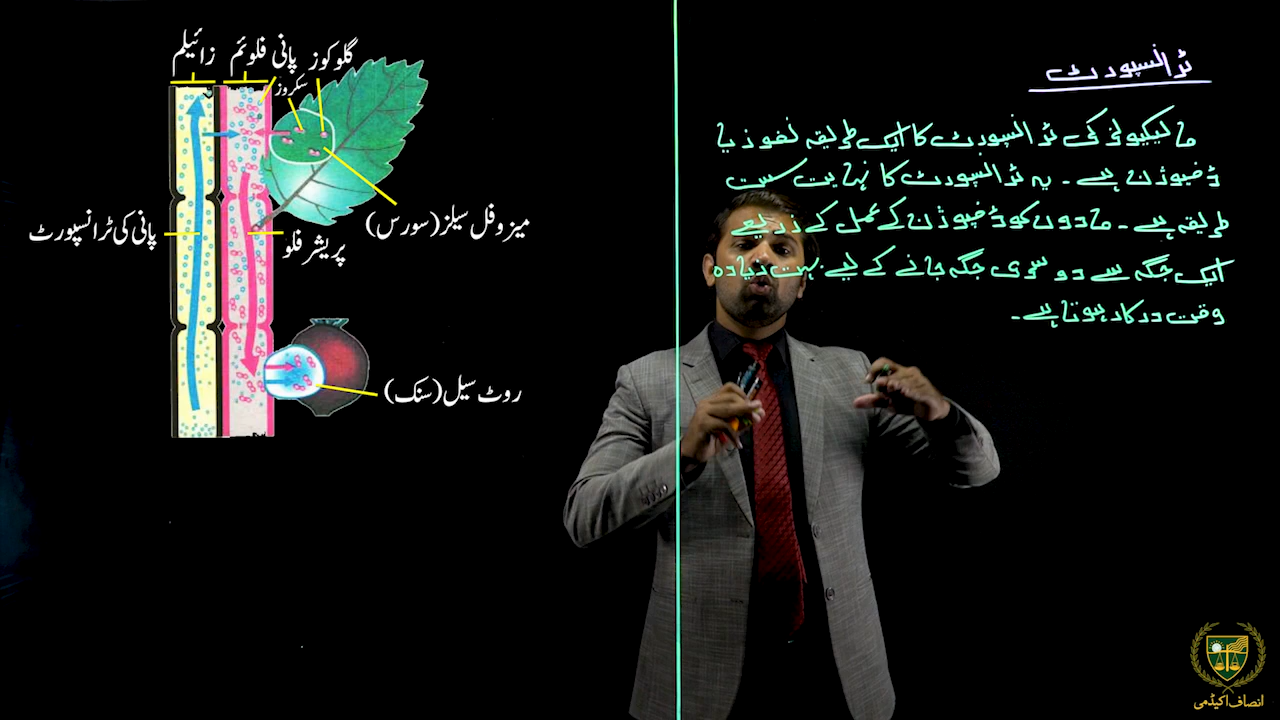 ٹرانسپورٹ
مالیکیولز کی ٹرانسپورٹ کا ایک طریقہ نفوذ یا
ڈفیوژن ہے۔ یہ ٹرانسپورٹ کا نہایت سست
طریقہ ہے۔ مادوں کو ڈفیوژن کے عمل کے ذریعے
ایک جگہ سے دوسری جگہ جانے کے لیے بہت زیادہ
وقت درکار ہوتا ہے۔
زائیلم فلوئم پانی گلوکوز
سکروز
میزوفل سیلز (سورس)
پانی کی ٹرانسپورٹ
پریشر فلو
روٹ سیل (سنک)
انصاف اکیڈمی